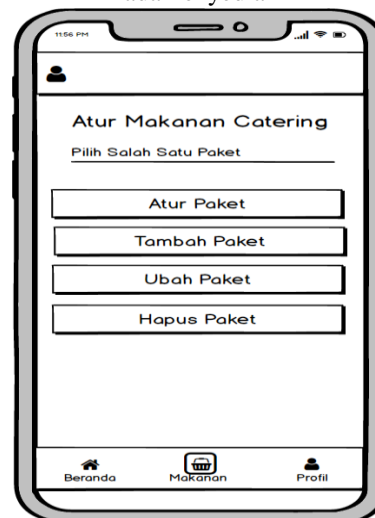 11:56 PM
Atur Makanan Catering
Pilih Salah Satu Paket
Atur Paket
Tambah Paket
Ubah Paket
Hapus Paket
Beranda Makanan Profil